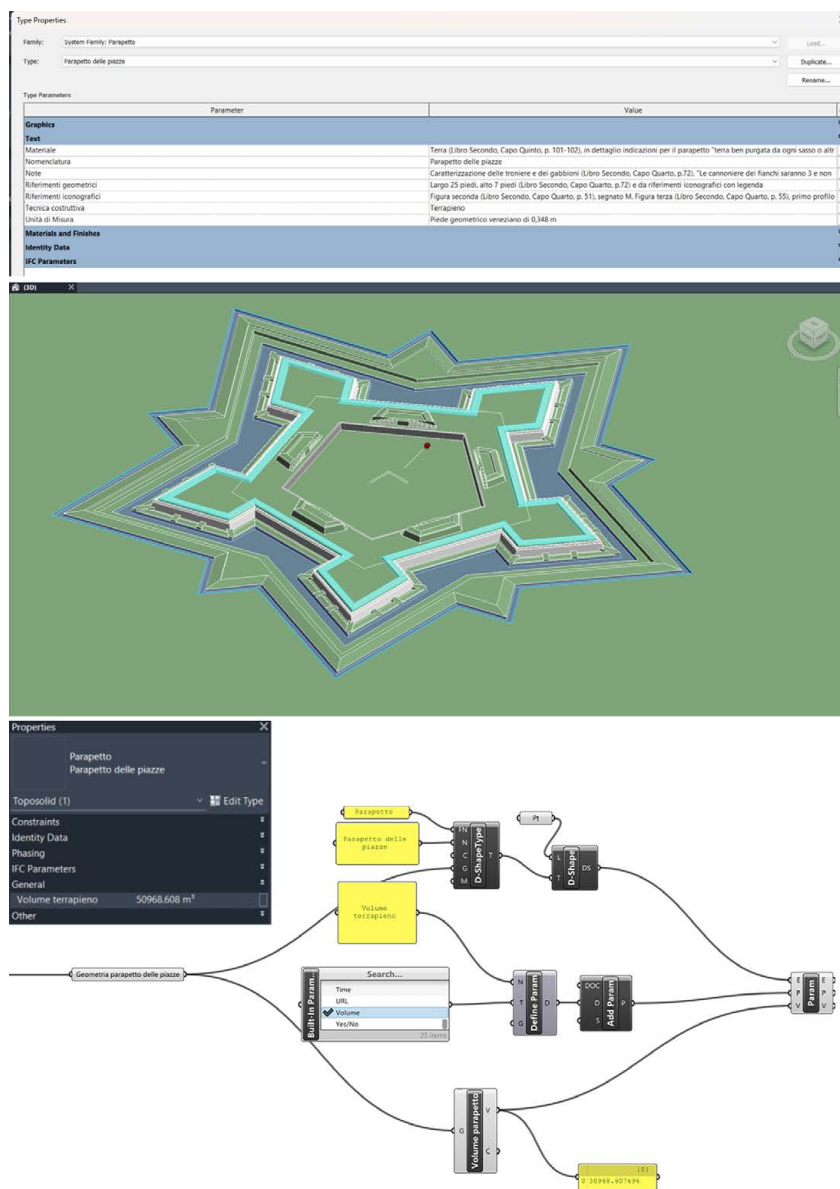 Type Properties
Family: System Family: Parapetto Load...
Type: Parapetto delle piazze Duplicate...
Rename...
Type Parameters
Parameter Value
Graphics
Text
Materiale Terra (Libro Secondo, Capo Quinto, p. 101-102), in dettaglio indicazioni per il parapetto "terra ben purgata da ogni sasso o altr
Nomenclatura Parapetto delle piazze
Note Caratterizzazione delle troniere e dei gabbioni (Libro Secondo, Capo Quarto, p.72), "Le cannoniere dei fianchi saranno 3 e non
Riferimenti geometrici Largo 25 piedi, alto 7 piedi (Libro Secondo, Capo Quarto, p.72) e da riferimenti iconografici con legenda
Riferimenti iconografici Figura seconda (Libro Secondo, Capo Quarto, p. 51), segnato M, Figura terza (Libro Secondo, Capo Quarto, p. 55), primo profilo
Tecnica costruttiva Terrapieno
Unità di Misura Piede geometrico veneziano di 0,348 m
Materials and Finishes
Identity Data
IFC Parameters
(3D) X
Properties X
Parapetto
Parapetto delle piazze
Toposolid (1) Edit Type
Constraints
Identity Data
Phasing
IFC Parameters
General
Volume terrapieno 50968.608 m³
Other
Parapetto
Parapetto delle
piazze
FN
N
C
G
M
D-ShapeType
T
Pt
L
T
D-Shape
DS
Volume
terrapieno
Geometria parapetto delle piazze
Built-In Param...
Search...
Time
URL
Volume
Yes/No
25 items
N
T
G
Define Param
D
DOC
D
S
Add Param
P
E
P
V
Param
E
P
V
G
Volume parapetto
V
C
{0}
0 50968.607696